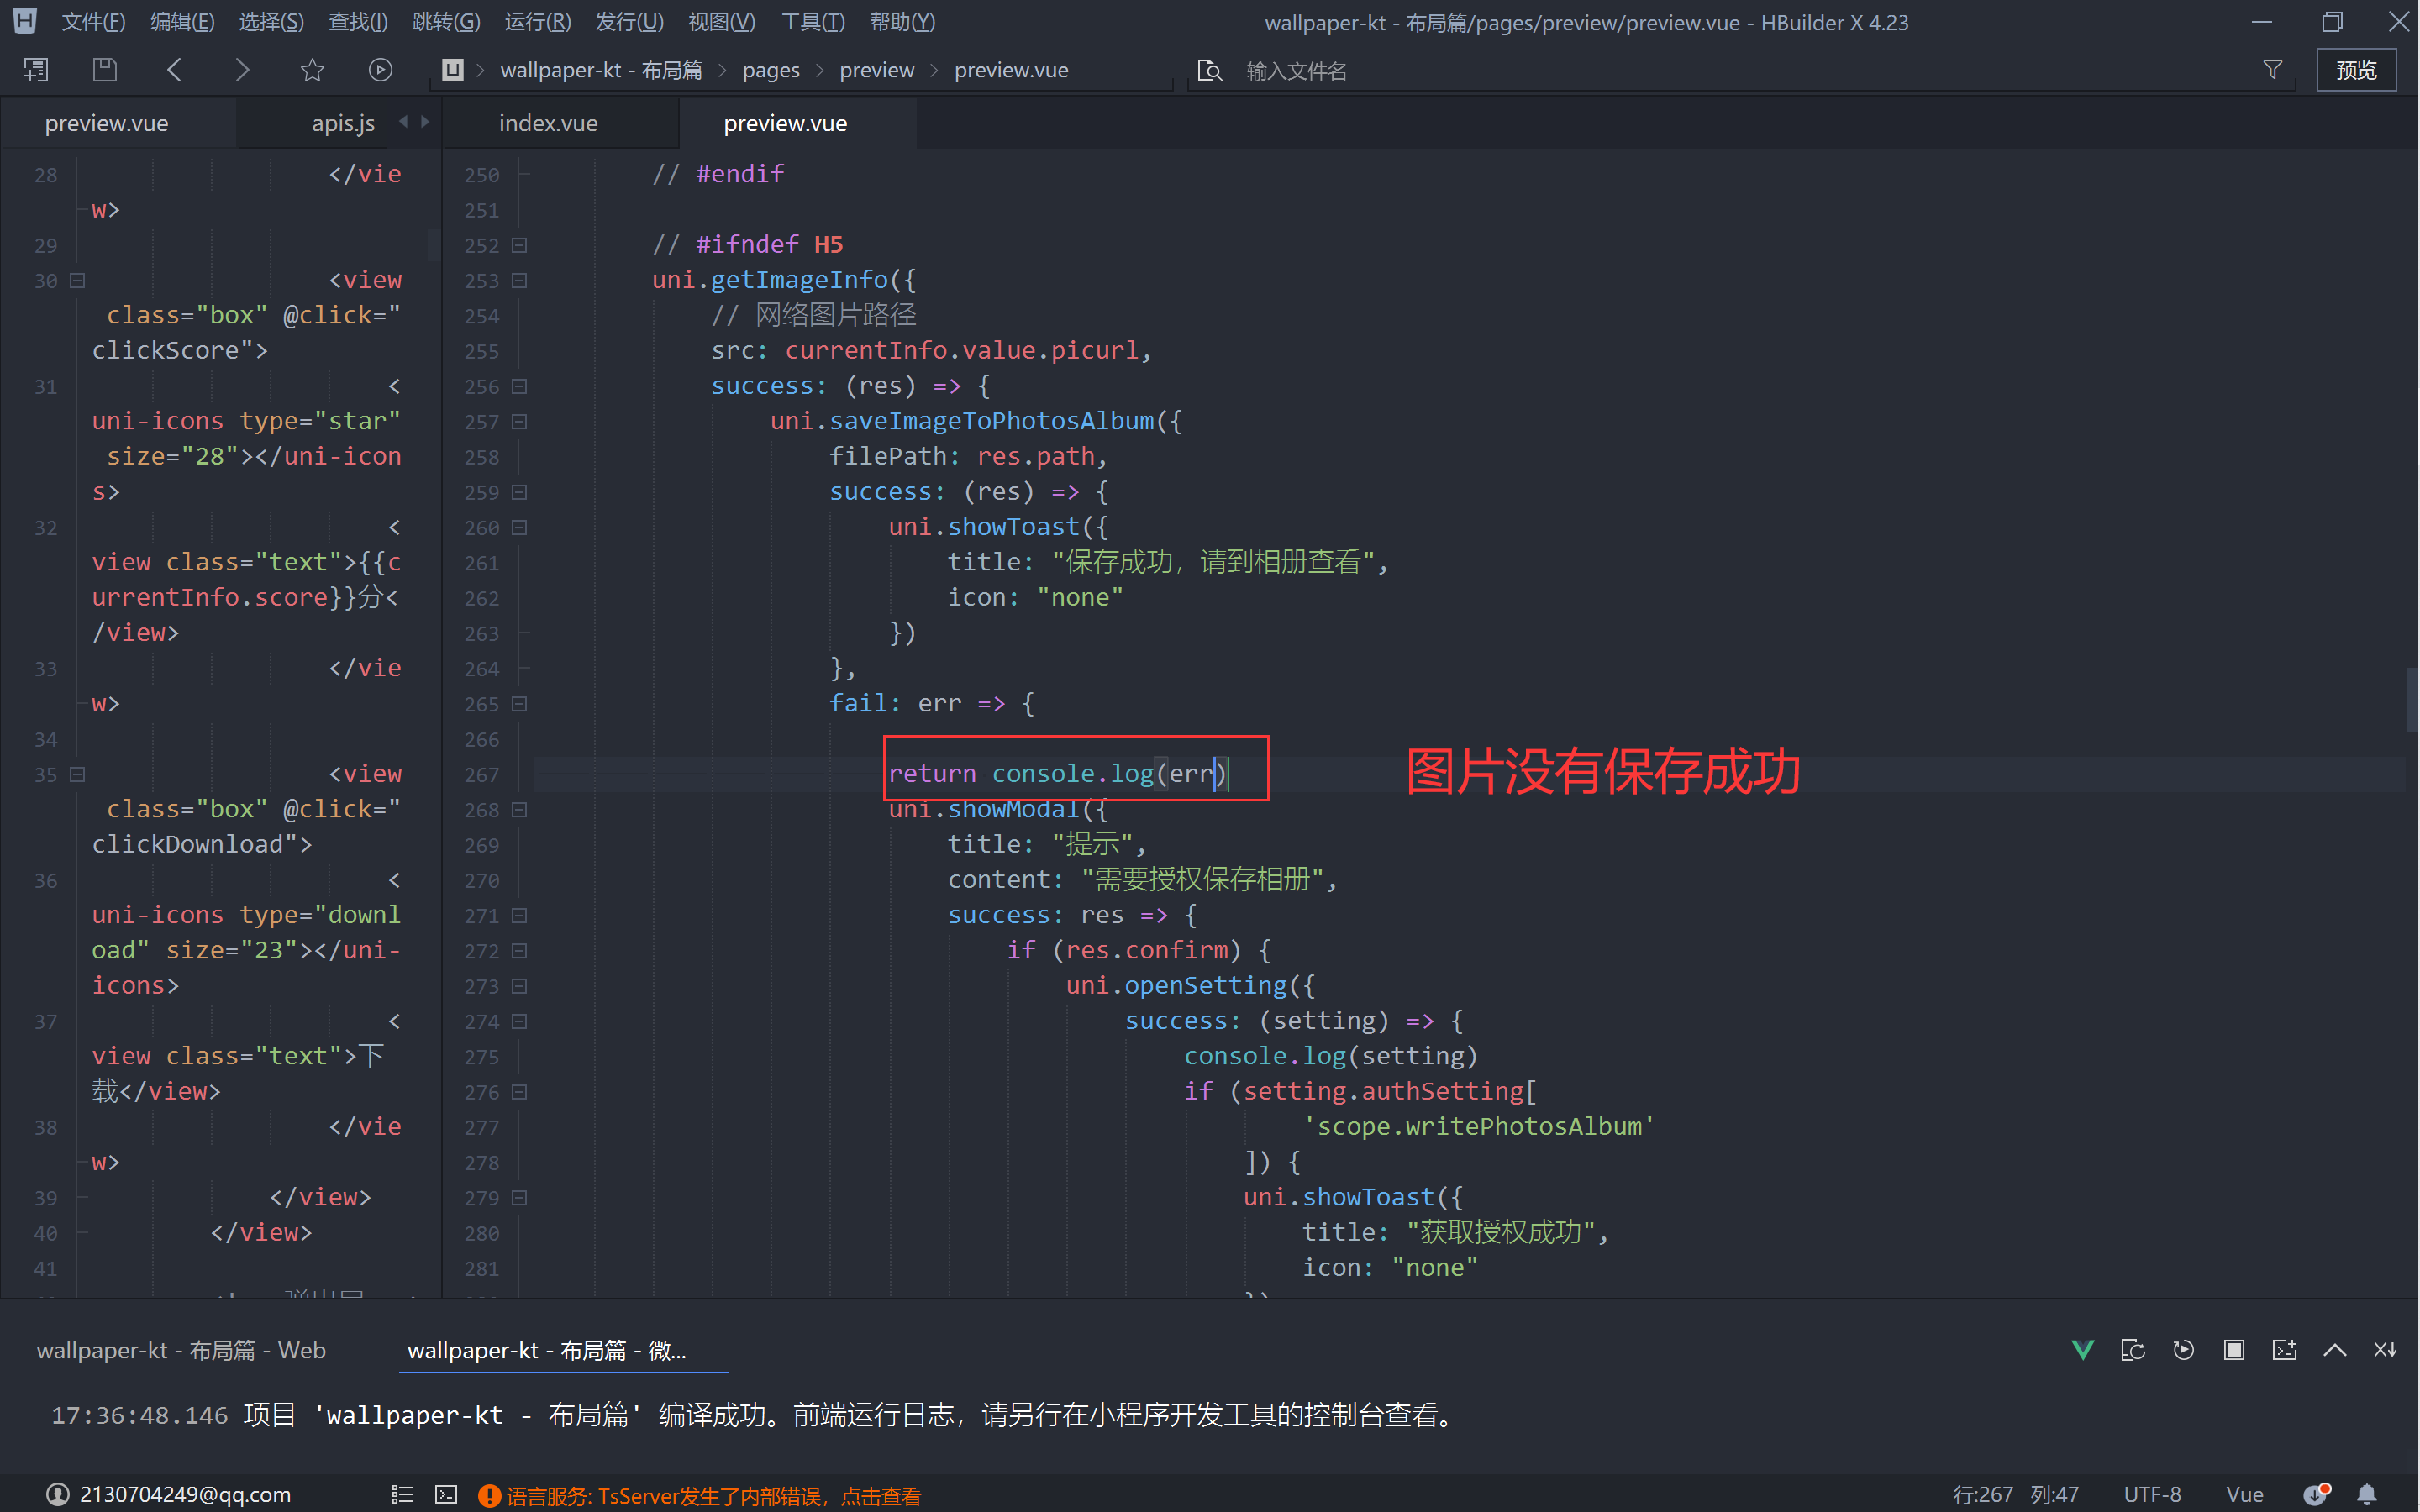 文件(F) 编辑(E) 选择(S) 查找(I) 跳转(G) 运行(R) 发行(U) 视图(V) 工具(T) 帮助(Y) wallpaper-kt - 布局篇/pages/preview/preview.vue - HBuilder X 4.23
wallpaper-kt - 布局篇 > pages > preview > preview.vue 输入文件名 预览
preview.vue apis.js
28 </vie
w>
29
30 <view
class="box" @click="
clickScore">
31 <
uni-icons type="star"
size="28"></uni-icon
s>
32 <
view class="text">{{c
urrentInfo.score}}分<
/view>
33 </vie
w>
34
35 <view
class="box" @click="
clickDownload">
36 <
uni-icons type="downl
oad" size="23"></uni-
icons>
37 <
view class="text">下
载</view>
38 </vie
w>
39 </view>
40 </view>
41
index.vue preview.vue
250 // #endif
251
252 // #ifndef H5
253 uni.getImageInfo({
254 // 网络图片路径
255 src: currentInfo.value.picurl,
256 success: (res) => {
257 uni.saveImageToPhotosAlbum({
258 filePath: res.path,
259 success: (res) => {
260 uni.showToast({
261 title: "保存成功，请到相册查看",
262 icon: "none"
263 })
264 },
265 fail: err => {
266
267 return console.log(err)
图片没有保存成功
268 uni.showModal({
269 title: "提示",
270 content: "需要授权保存相册",
271 success: res => {
272 if (res.confirm) {
273 uni.openSetting({
274 success: (setting) => {
275 console.log(setting)
276 if (setting.authSetting[
277 'scope.writePhotosAlbum'
278 ]) {
279 uni.showToast({
280 title: "获取授权成功",
281 icon: "none"
wallpaper-kt - 布局篇 - Web wallpaper-kt - 布局篇 - 微...
17:36:48.146 项目 'wallpaper-kt - 布局篇' 编译成功。前端运行日志，请另行在小程序开发工具的控制台查看。
2130704249@qq.com 语言服务: TsServer发生了内部错误，点击查看 行:267 列:47 UTF-8 Vue